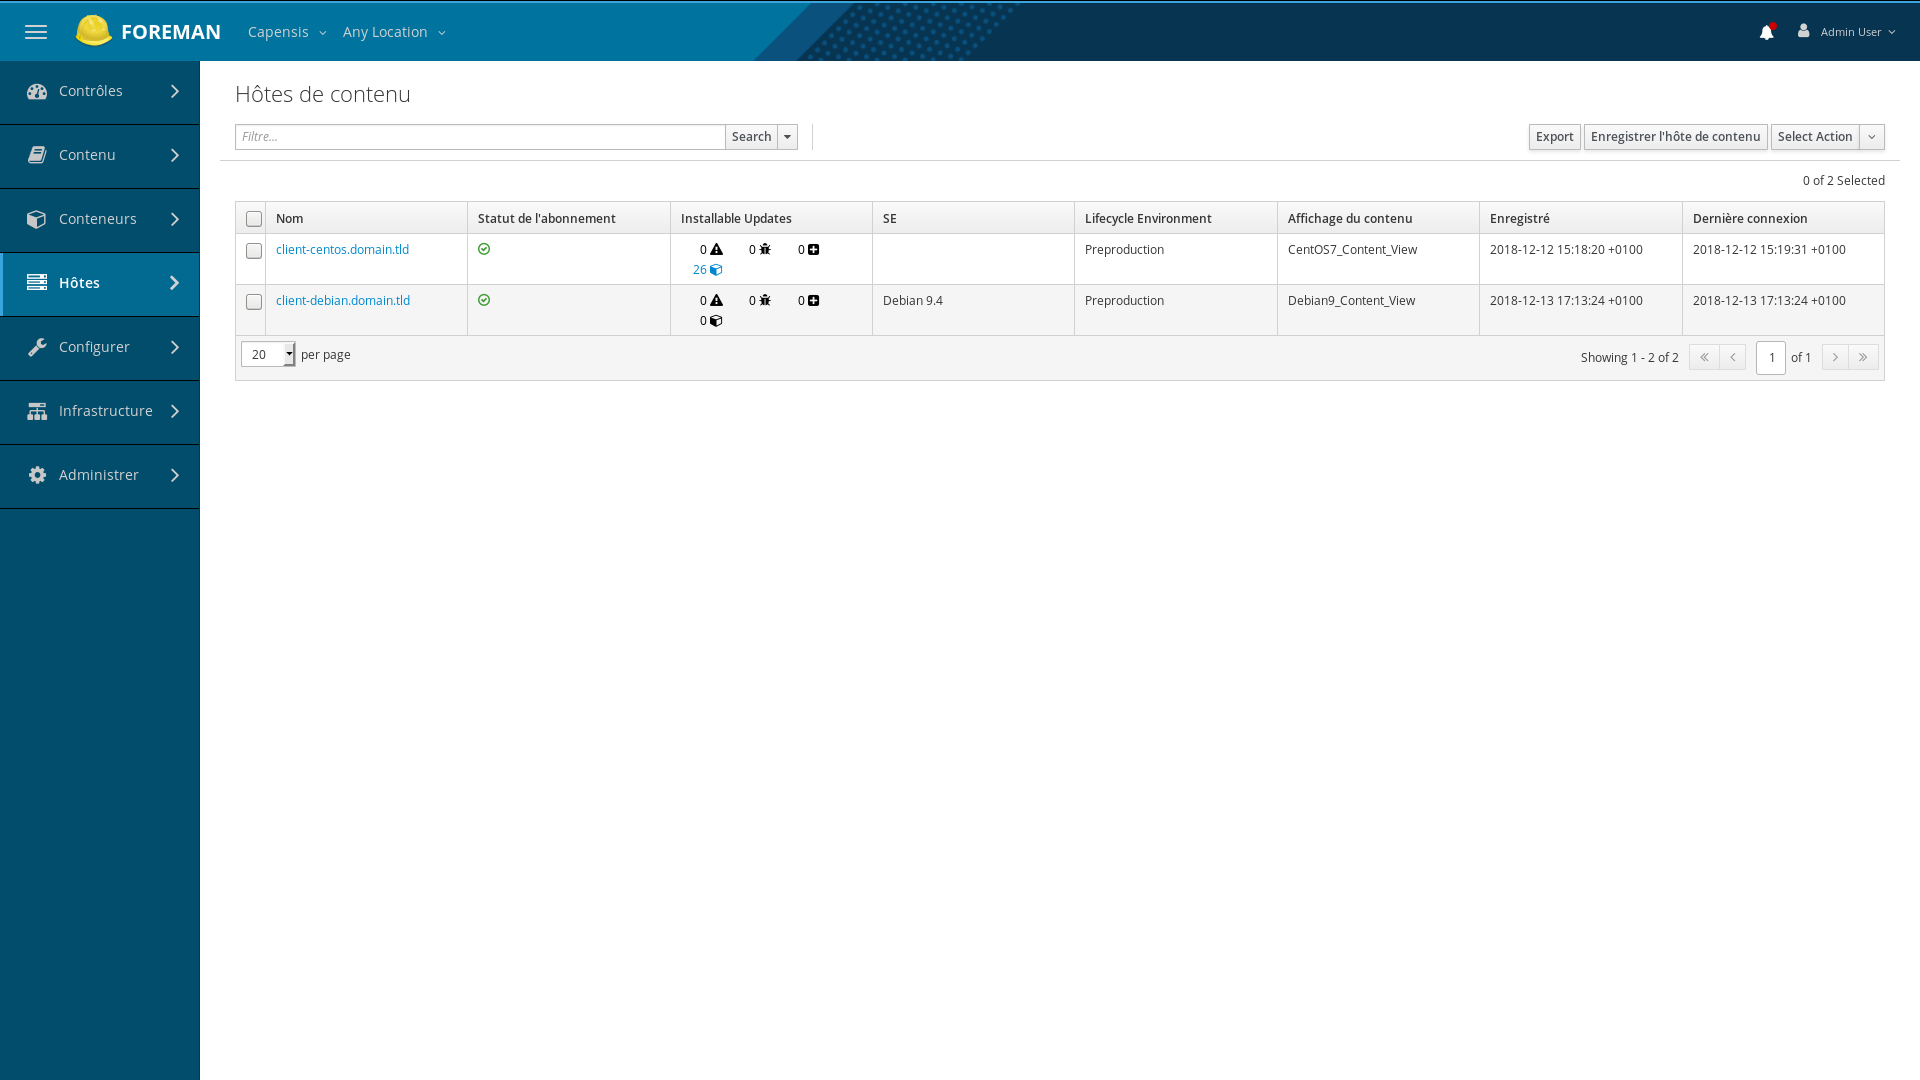 FOREMAN Capensis Any Location Admin User
Contrôles
Contenu
Conteneurs
Hôtes
Configurer
Infrastructure
Administrer
Hôtes de contenu
Filtre... Search Export Enregistrer l'hôte de contenu Select Action
0 of 2 Selected
Nom Statut de l'abonnement Installable Updates SE Lifecycle Environment Affichage du contenu Enregistré Dernière connexion
client-centos.domain.tld 0 0 0 Preproduction CentOS7_Content_View 2018-12-12 15:18:20 +0100 2018-12-12 15:19:31 +0100
26
client-debian.domain.tld 0 0 0 Debian 9.4 Preproduction Debian9_Content_View 2018-12-13 17:13:24 +0100 2018-12-13 17:13:24 +0100
0
20 per page Showing 1 - 2 of 2 « ‹ 1 of 1 › »